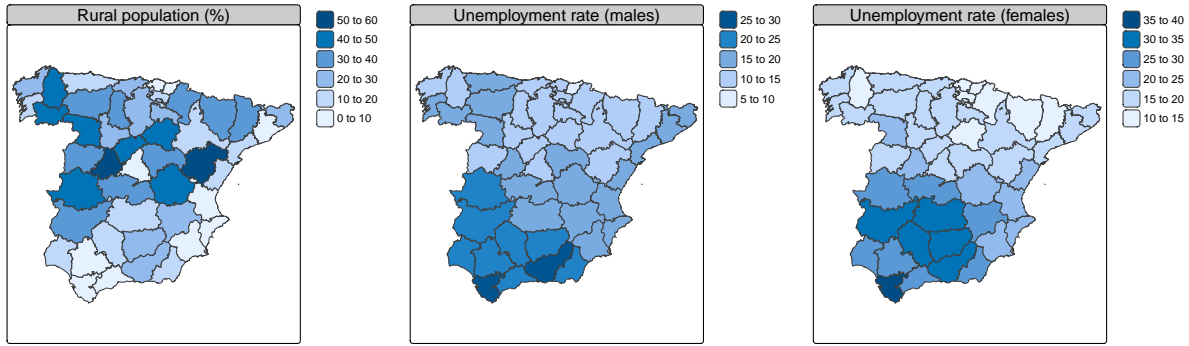 Rural population (%)
50 to 60
40 to 50
30 to 40
20 to 30
10 to 20
0 to 10
Unemployment rate (males)
25 to 30
20 to 25
15 to 20
10 to 15
5 to 10
Unemployment rate (females)
35 to 40
30 to 35
25 to 30
20 to 25
15 to 20
10 to 15